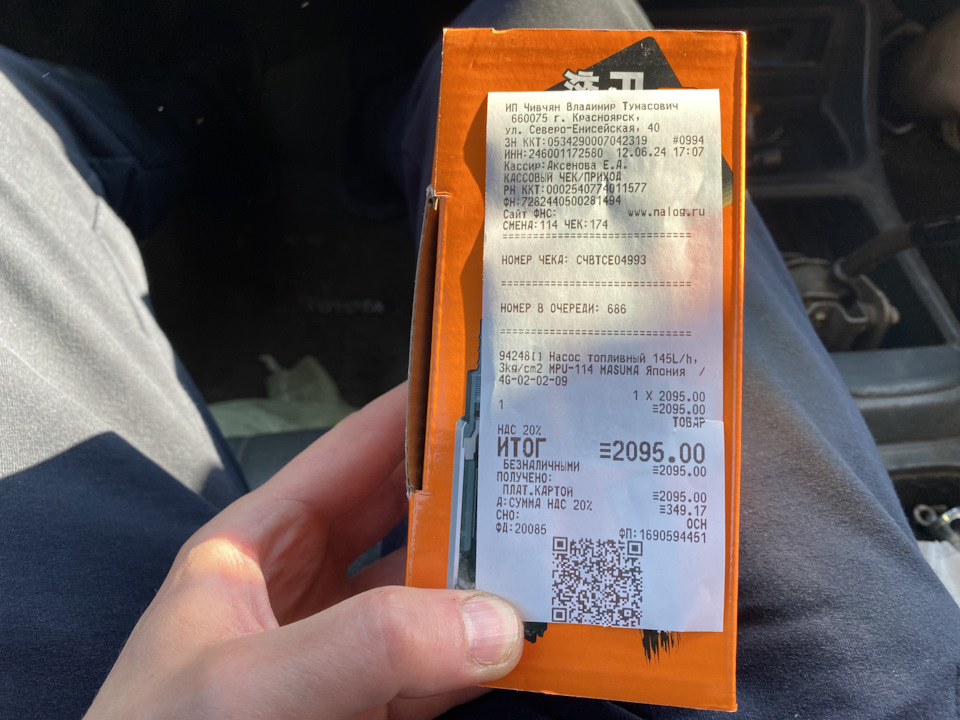 ИП Чивчян Владимир Тумасович
660075 г. Красноярск,
ул. Северо-Енисейская, 40
ЗН ККТ:0534290007042319 #0994
ИНН:246001172580 12.06.24 17:07
Кассир:Аксенова Е.А.
КАССОВЫЙ ЧЕК/ПРИХОД
РН ККТ:0002540774011577
ФН:7282440500281494
Сайт ФНС: www.nalog.ru
СМЕНА:114 ЧЕК:174
================================
НОМЕР ЧЕКА: СЧВТСЕ04993
================================
НОМЕР В ОЧЕРЕДИ: 686
================================
94248[] Насос топливный 145L/h,
3kg/cm2 MPU-114 MASUMA Япония /
4G-02-02-09
1 X 2095.00
1 ≡2095.00
ТОВАР
НДС 20%
ИТОГ ≡2095.00
БЕЗНАЛИЧНЫМИ ≡2095.00
ПОЛУЧЕНО:
ПЛАТ.КАРТОЙ ≡2095.00
А:СУММА НДС 20% ≡349.17
СНО: ОСН
ФД:20085 ФП:1690594451
TOYOTA